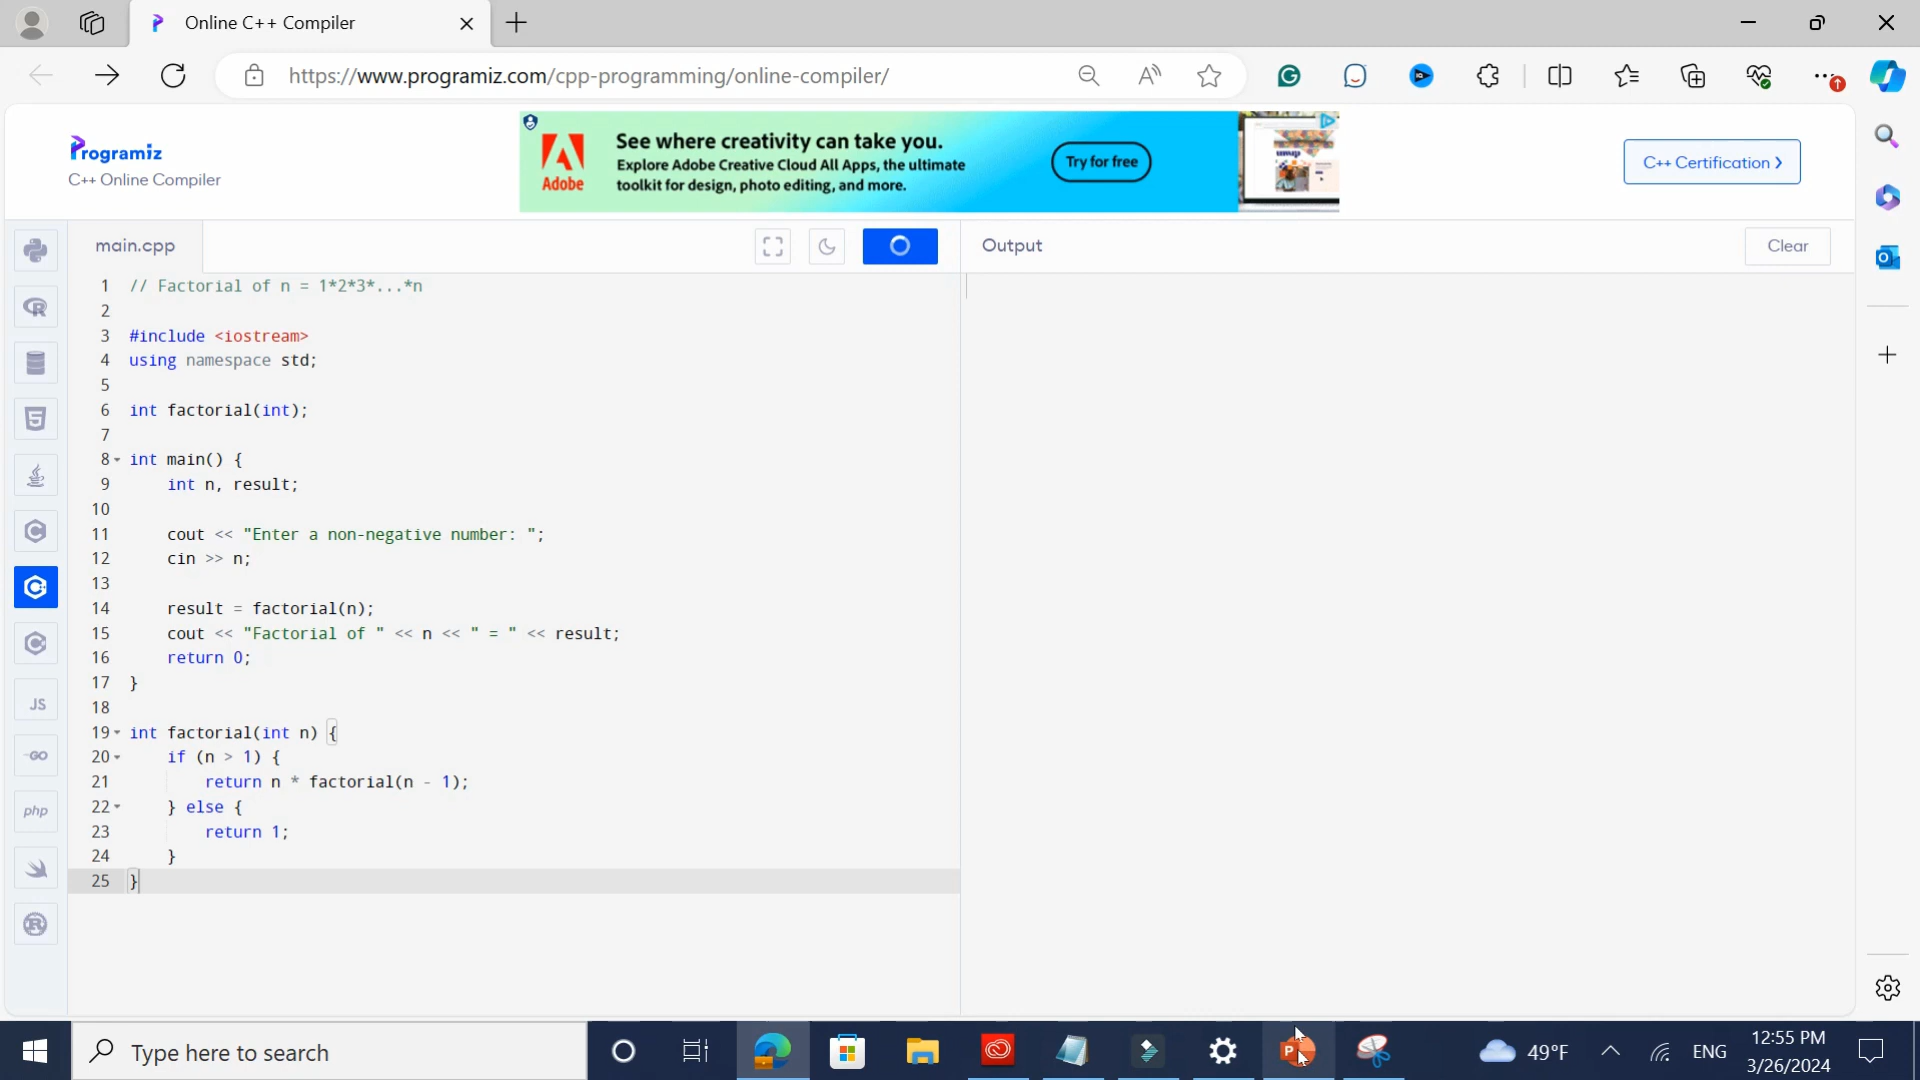 Online C++ Compiler
https://www.programiz.com/cpp-programming/online-compiler/
Programiz
C++ Online Compiler
Adobe
See where creativity can take you.
Explore Adobe Creative Cloud All Apps, the ultimate
toolkit for design, photo editing, and more.
Try for free
C++ Certification >
main.cpp
Output
Clear
1 // Factorial of n = 1*2*3*...*n
2
3 #include <iostream>
4 using namespace std;
5
6 int factorial(int);
7
8 int main() {
9 int n, result;
10
11 cout << "Enter a non-negative number: ";
12 cin >> n;
13
14 result = factorial(n);
15 cout << "Factorial of " << n << " = " << result;
16 return 0;
17 }
18
19 int factorial(int n) {
20 if (n > 1) {
21 return n * factorial(n - 1);
22 } else {
23 return 1;
24 }
25 }
JS
GO
php
Type here to search
49°F
ENG
12:55 PM
3/26/2024